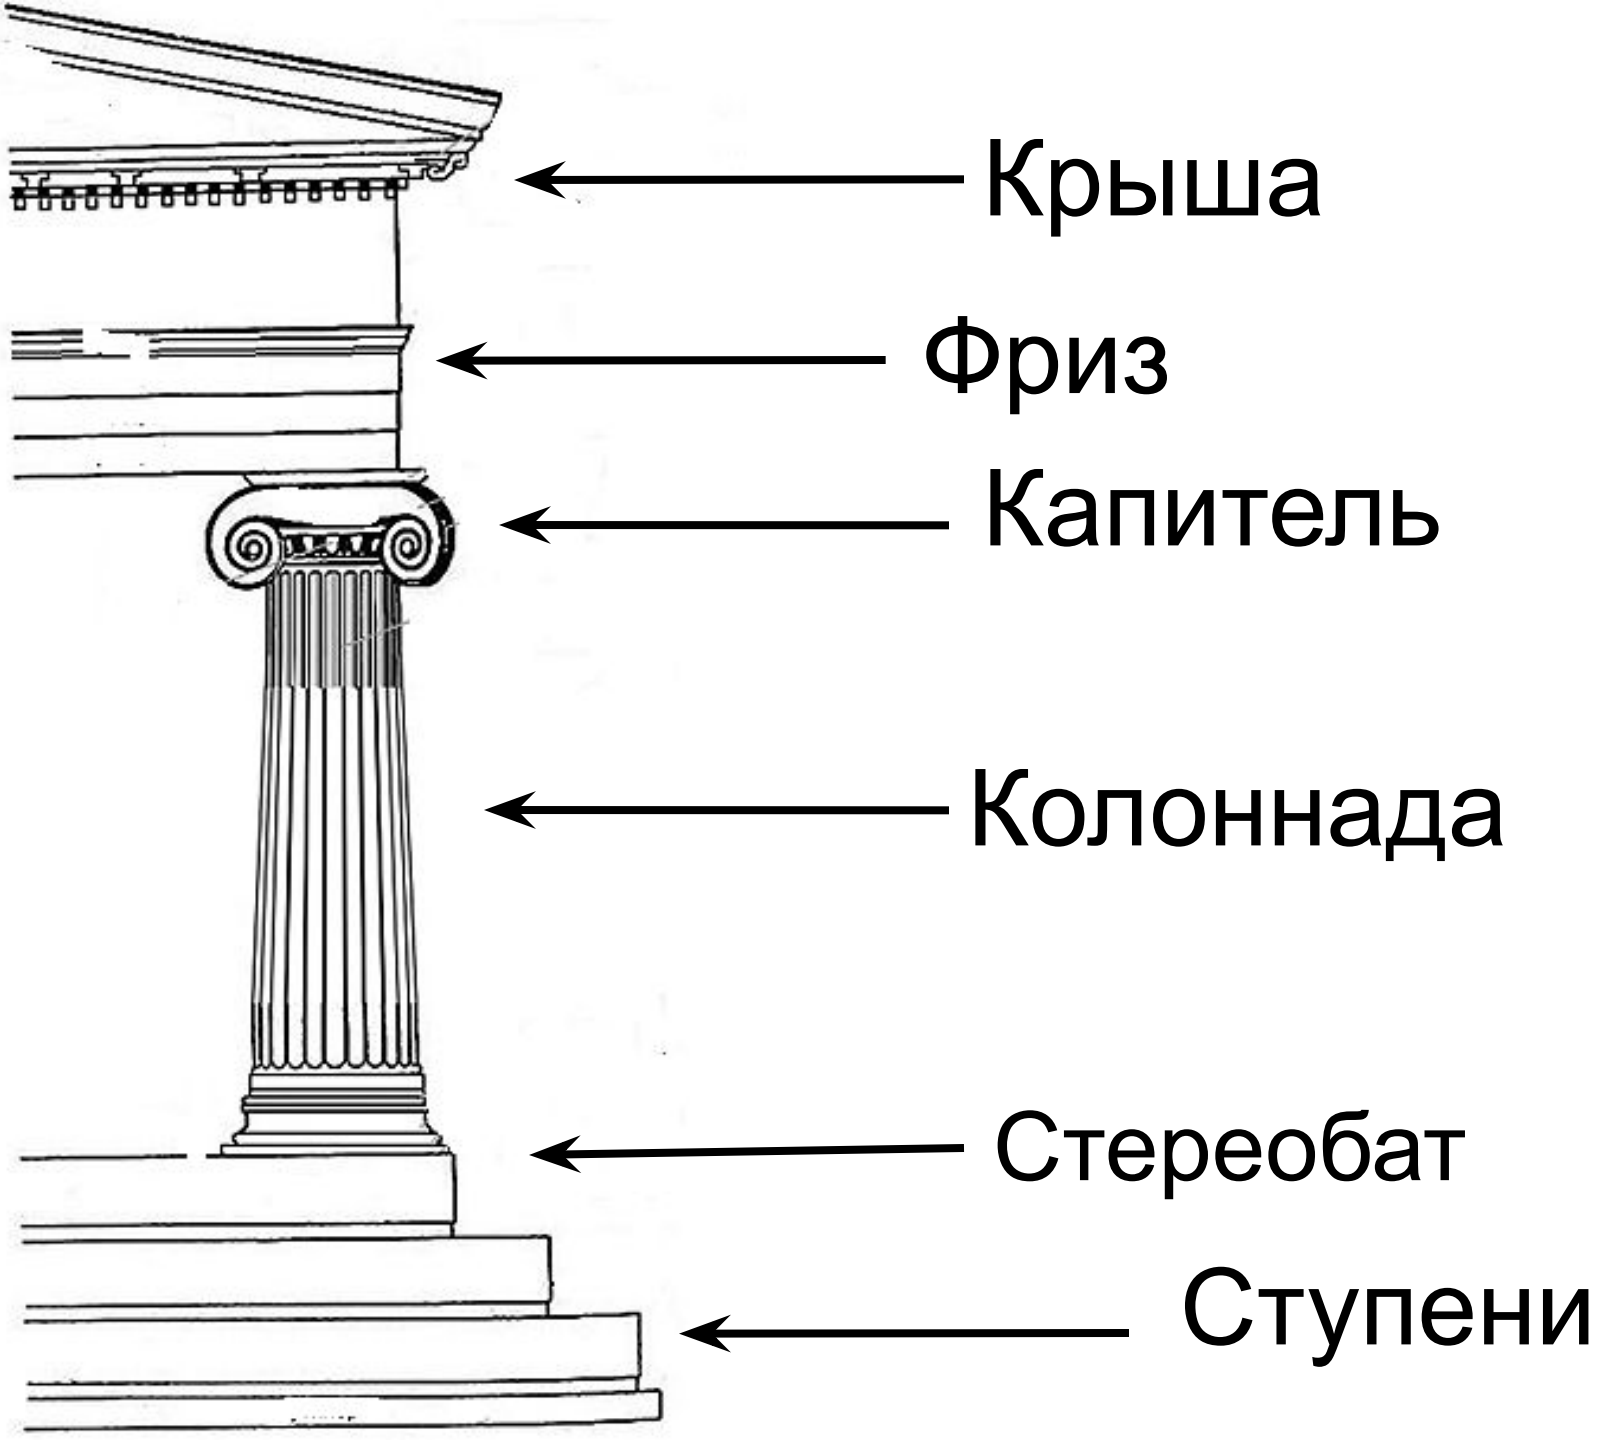 Крыша
Фриз
Капитель
Колоннада
Стереобат
Ступени